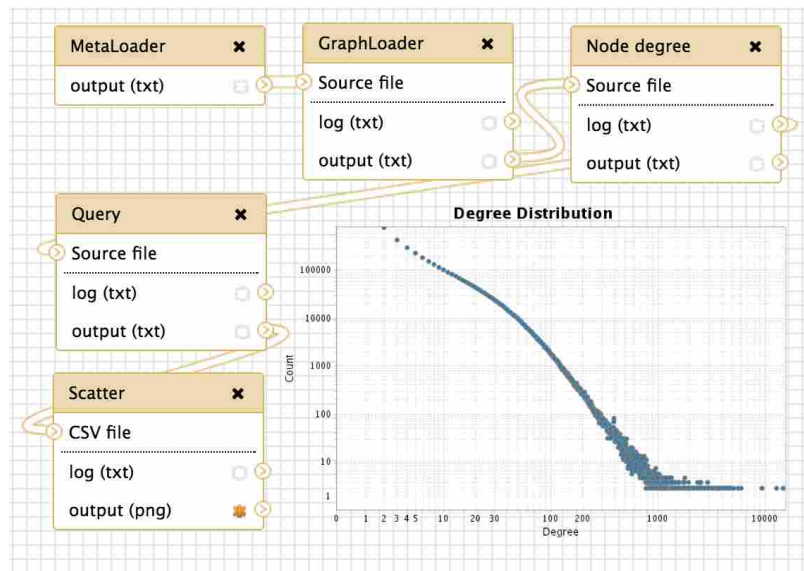 MetaLoader ✖
output (txt)
GraphLoader ✖
Source file
log (txt)
output (txt)
Node degree ✖
Source file
log (txt)
output (txt)
Query ✖
Source file
log (txt)
output (txt)
Scatter ✖
CSV file
log (txt)
output (png)
Degree Distribution
Count
100000
10000
1000
100
10
1
0 1 2 3 4 5 10 20 30 100 200 1000 10000
Degree